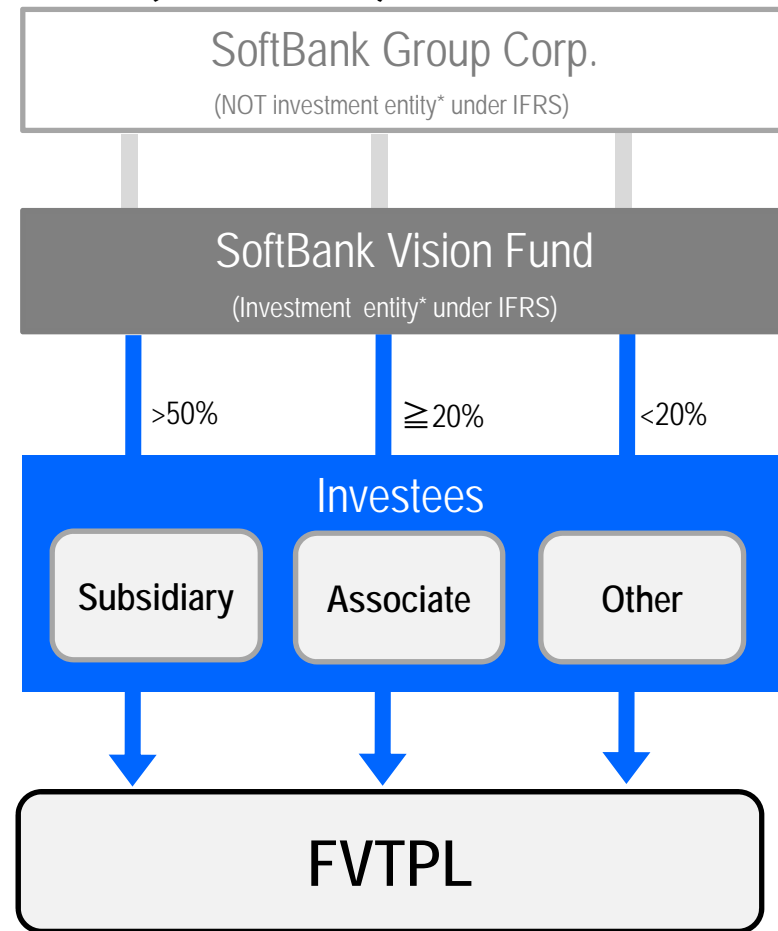 SoftBank Group Corp.
(NOT investment entity* under IFRS)
SoftBank Vision Fund
(Investment entity* under IFRS)
>50% ≧20% <20%
Investees
Subsidiary Associate Other
FVTPL